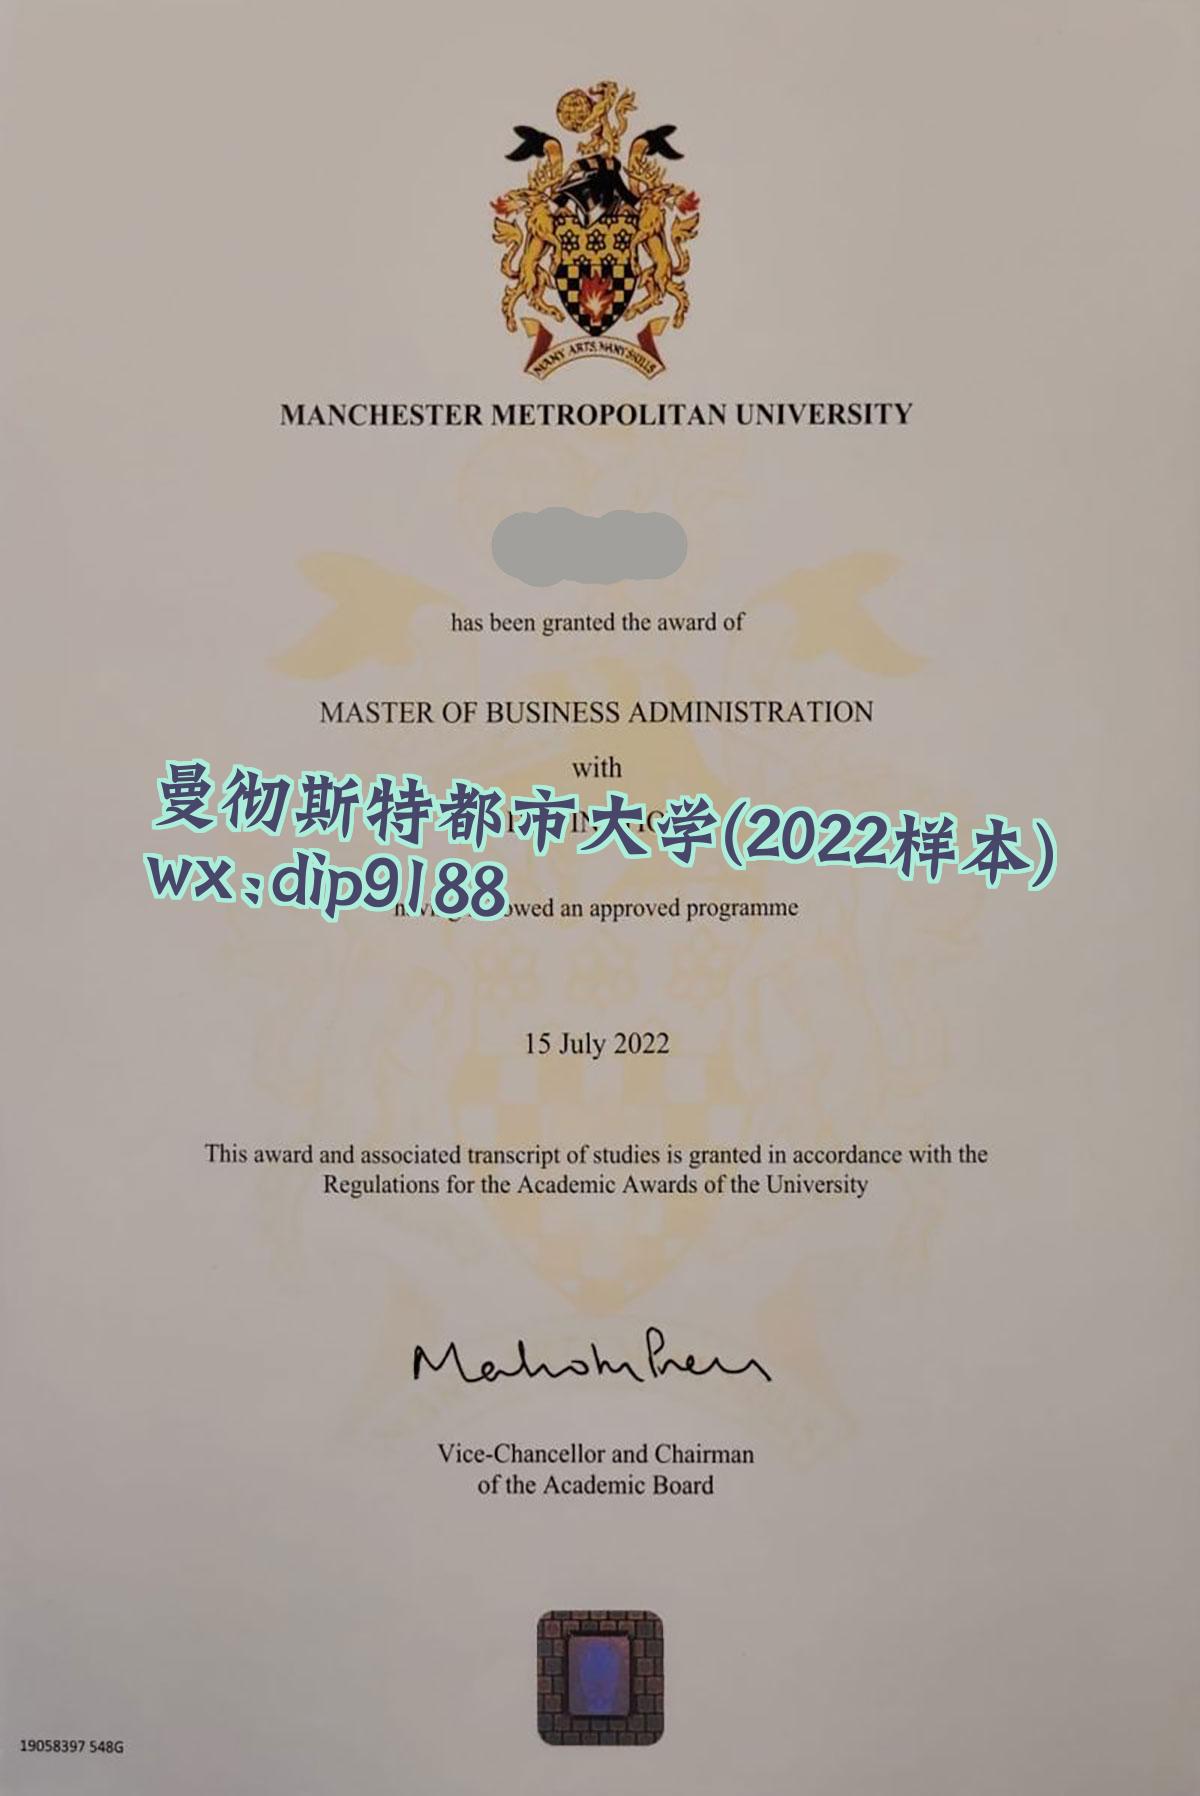 MANY ARTS MANY SKILLS
MANCHESTER METROPOLITAN UNIVERSITY
has been granted the award of
MASTER OF BUSINESS ADMINISTRATION
with
曼彻斯特都市大学(2022样本)
wx:dip9188
an approved programme
15 July 2022
This award and associated transcript of studies is granted in accordance with the
Regulations for the Academic Awards of the University
Vice-Chancellor and Chairman
of the Academic Board
19058397 548G